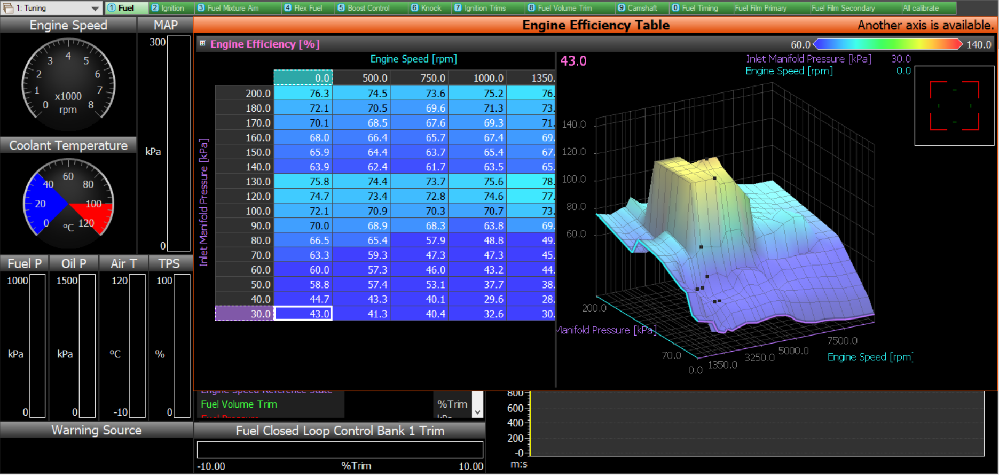 1: Tuning
1 Fuel
2 Ignition
3 Fuel Mixture Aim
4 Flex Fuel
5 Boost Control
6 Knock
7 Ignition Trims
8 Fuel Volume Trim
9 Camshaft
0 Fuel Timing
Fuel Film Primary
Fuel Film Secondary
All calibrate
Engine Speed
0 1 2 3 4 5 6 7 8
x1000
rpm
MAP
300
kPa
0
Coolant Temperature
0 20 40 60 80 100 120
°C
Fuel P
1000
kPa
0
Oil P
1500
kPa
0
Air T
120
°C
-10
TPS
100
%
0
Warning Source
Engine Efficiency Table
Another axis is available.
Engine Efficiency [%]
60.0 140.0
Engine Speed [rpm]
Inlet Manifold Pressure [kPa]
0.0 500.0 750.0 1000.0 1350.
200.0 76.3 74.5 73.6 75.2 76.
180.0 72.1 70.5 69.6 71.3 73.
170.0 70.1 68.5 67.6 69.3 71.
160.0 68.0 66.4 65.7 67.4 69.
150.0 65.9 64.4 63.7 65.4 67.
140.0 63.9 62.4 61.7 63.5 65.
130.0 75.8 74.4 73.7 75.6 78.
120.0 74.7 73.4 72.8 74.6 77.
100.0 72.1 70.9 70.3 70.7 73.
90.0 70.0 68.9 68.3 63.8 69.
80.0 66.5 65.4 57.9 48.8 49.
70.0 63.3 59.3 47.3 47.3 45.
60.0 60.0 57.3 46.0 43.2 44.
50.0 58.8 57.4 53.1 37.7 38.
40.0 44.7 43.3 40.1 29.6 28.
30.0 43.0 41.3 40.4 32.6 30.
43.0
Inlet Manifold Pressure [kPa] 30.0
Engine Speed [rpm] 0.0
140.0
120.0
100.0
80.0
60.0
200.0
Manifold Pressure [kPa]
70.0
0.0 1350.0 3250.0 5000.0 7500.0
Engine Speed [rpm]
Engine Speed Reference State
Fuel Volume Trim %Trim
Fuel Pressure kPa
Fuel Closed Loop Control Bank 1 Trim
-10.00 %Trim 10.00
800
600
400
200
-0
m:s